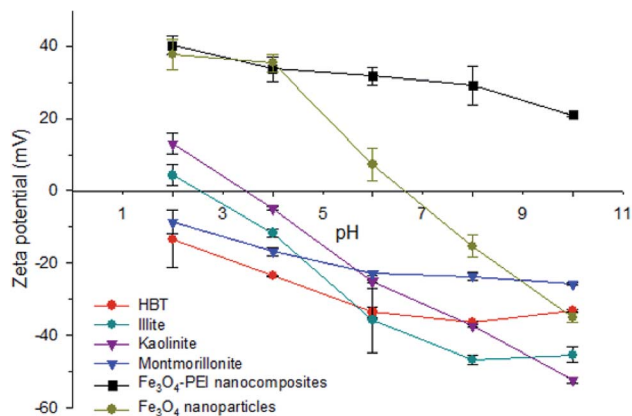 40
20
0
-20
-40
-60
Zeta potential (mV)
1
3
5
7
9
11
pH
HBT
Illite
Kaolinite
Montmorillonite
Fe₃O₄-PEI nanocomposites
Fe₃O₄ nanoparticles